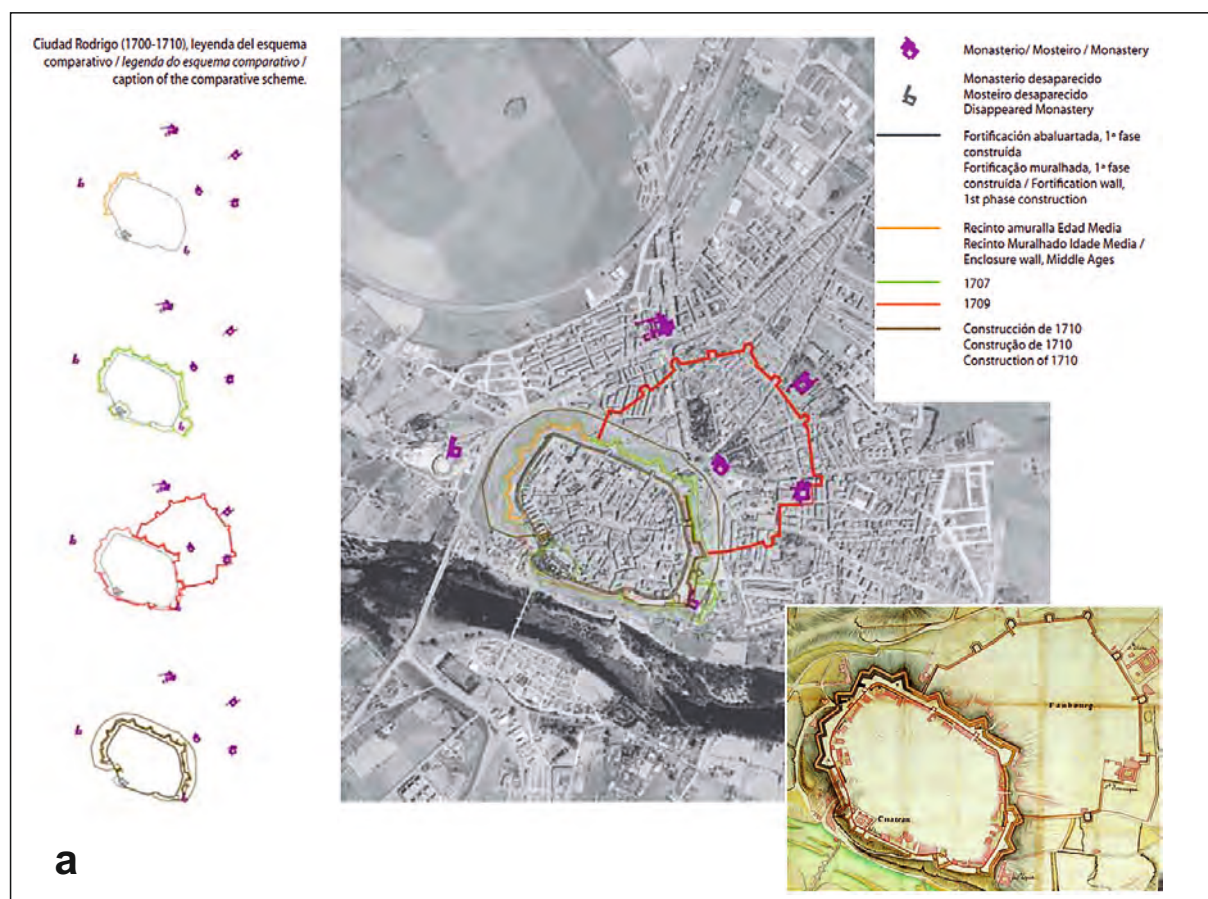 Ciudad Rodrigo (1700-1710), leyenda del esquema
comparativo / legenda do esquema comparativo /
caption of the comparative scheme.
Monasterio/ Mosteiro / Monastery
Monasterio desaparecido
Mosteiro desaparecido
Disappeared Monastery
Fortificación abaluartada, 1ª fase
construída
Fortificação muralhada, 1ª fase
construída / Fortification wall,
1st phase construction
Recinto amuralla Edad Media
Recinto Muralhado Idade Media /
Enclosure wall, Middle Ages
1707
1709
Construcción de 1710
Construção de 1710
Construction of 1710
Fauboürg.
Chateau
a